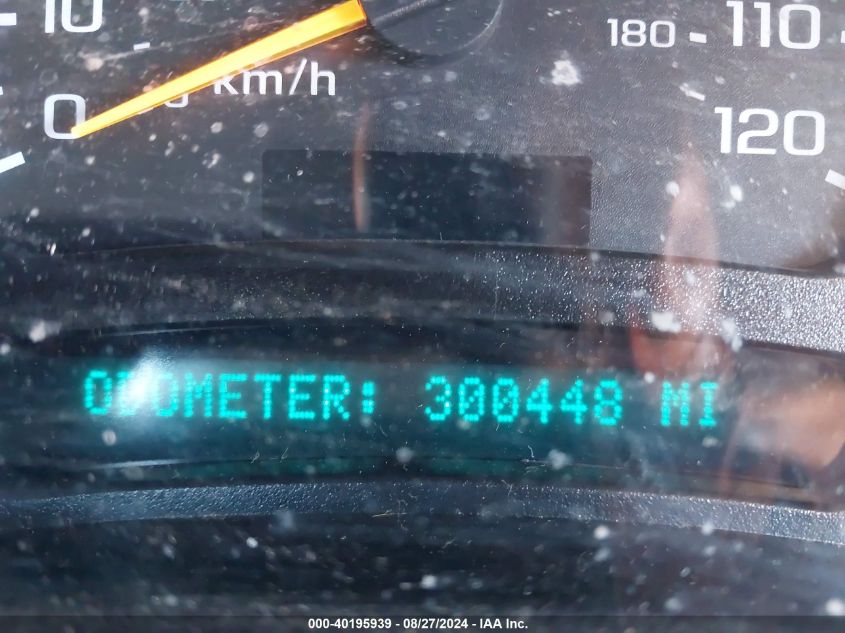 10
180 110
0 km/h
120
ODOMETER: 300448 MI
000-40195939 - 08/27/2024 - IAA Inc.